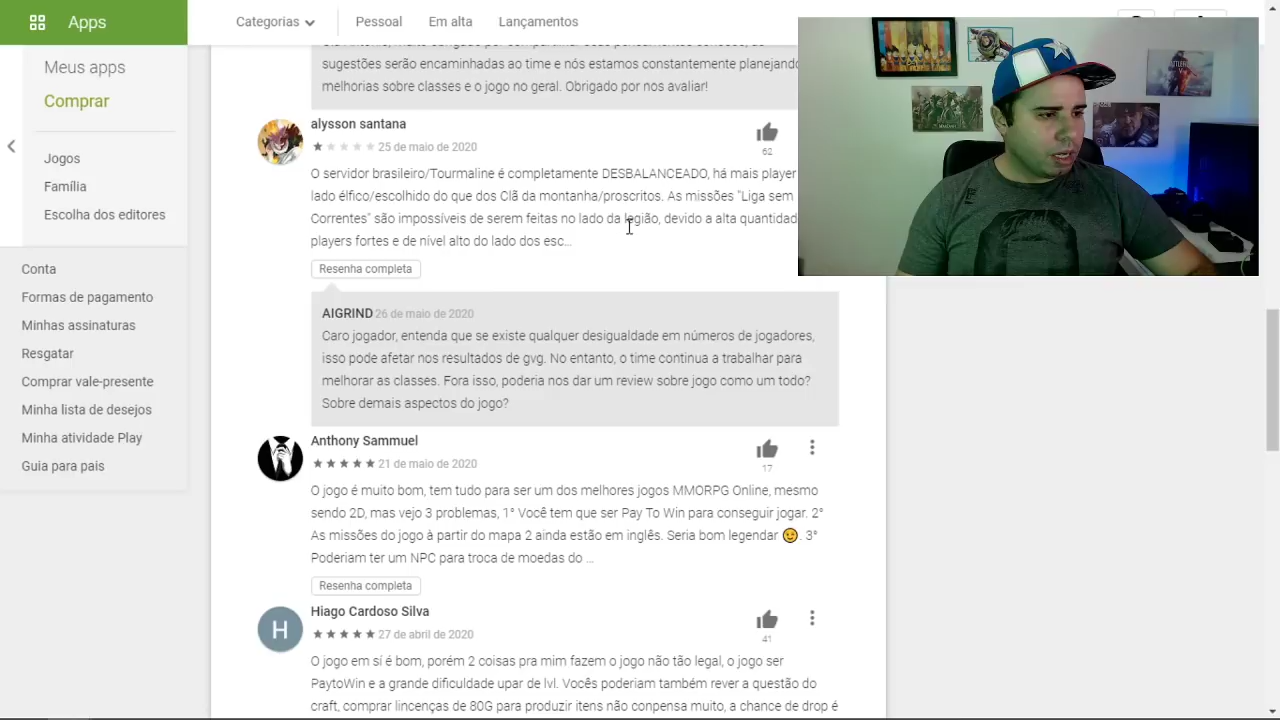 Apps
Categorias
Pessoal
Em alta
Lançamentos
Meus apps
Comprar
Jogos
Família
Escolha dos editores
Conta
Formas de pagamento
Minhas assinaturas
Resgatar
Comprar vale-presente
Minha lista de desejos
Minha atividade Play
Guia para pais
sugestões serão encaminhadas ao time e nós estamos constantemente planejando
melhorias sobre classes e o jogo no geral. Obrigado por nos avaliar!
alysson santana
25 de maio de 2020
62
O servidor brasileiro/Tourmaline é completamente DESBALANCEADO, há mais player
lado élfico/escolhido do que dos Clã da montanha/proscritos. As missões "Liga sem
Correntes" são impossíveis de serem feitas no lado da legião, devido a alta quantidad
players fortes e de nível alto do lado dos esc...
Resenha completa
AIGRIND 26 de maio de 2020
Caro jogador, entenda que se existe qualquer desigualdade em números de jogadores,
isso pode afetar nos resultados de gvg. No entanto, o time continua a trabalhar para
melhorar as classes. Fora isso, poderia nos dar um review sobre jogo como um todo?
Sobre demais aspectos do jogo?
Anthony Sammuel
21 de maio de 2020
17
O jogo é muito bom, tem tudo para ser um dos melhores jogos MMORPG Online, mesmo
sendo 2D, mas vejo 3 problemas, 1° Você tem que ser Pay To Win para conseguir jogar. 2°
As missões do jogo à partir do mapa 2 ainda estão em inglês. Seria bom legendar 😉. 3°
Poderiam ter um NPC para troca de moedas do ...
Resenha completa
Hiago Cardoso Silva
H
27 de abril de 2020
41
O jogo em sí é bom, porém 2 coisas pra mim fazem o jogo não tão legal, o jogo ser
PaytoWin e a grande dificuldade upar de lvl. Vocês poderiam também rever a questão do
craft, comprar lincenças de 80G para produzir itens não conpensa muito, a chance de drop é